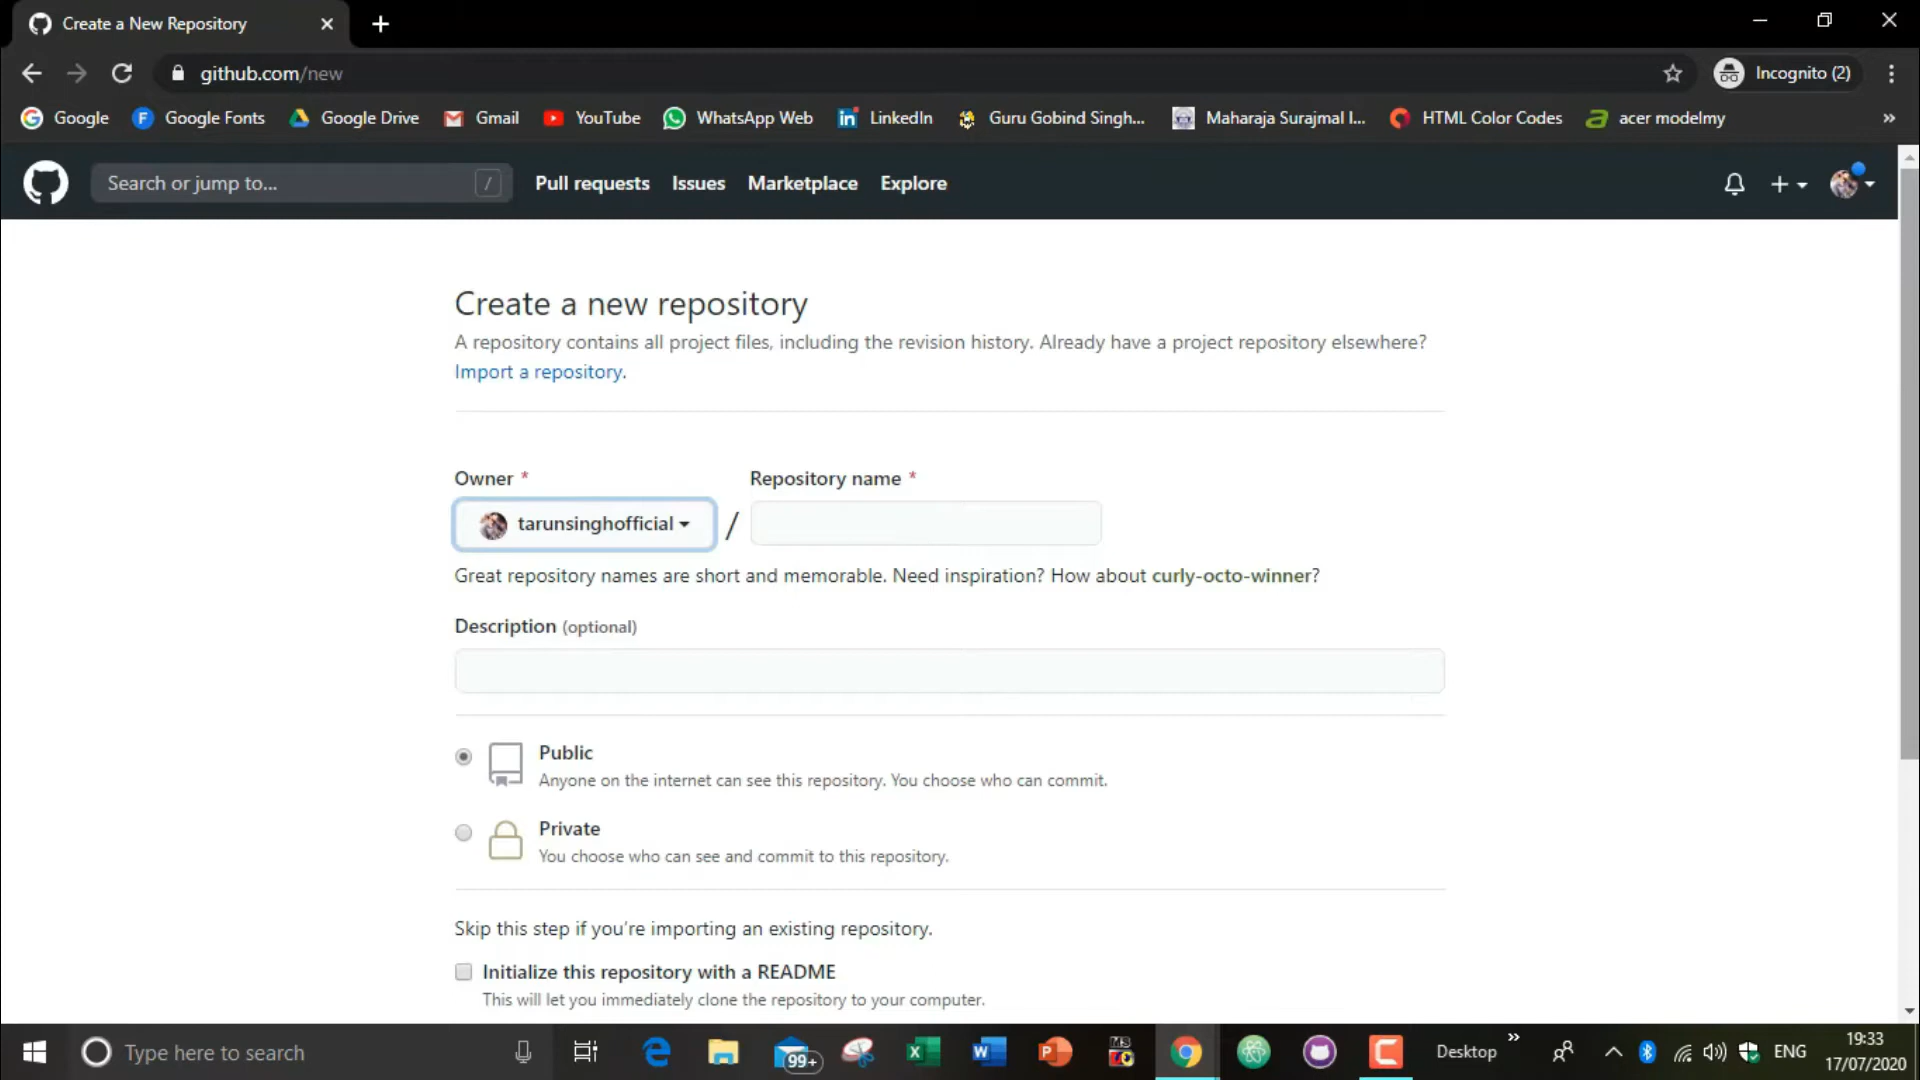 Create a New Repository
github.com/new
Incognito (2)
Google
Google Fonts
Google Drive
Gmail
YouTube
WhatsApp Web
LinkedIn
Guru Gobind Singh...
Maharaja Surajmal I...
HTML Color Codes
acer modelmy
»
Search or jump to...
/
Pull requests
Issues
Marketplace
Explore
Create a new repository
A repository contains all project files, including the revision history. Already have a project repository elsewhere?
Import a repository.
Owner *
Repository name *
tarunsinghofficial
/
Great repository names are short and memorable. Need inspiration? How about curly-octo-winner?
Description (optional)
Public
Anyone on the internet can see this repository. You choose who can commit.
Private
You choose who can see and commit to this repository.
Skip this step if you're importing an existing repository.
Initialize this repository with a README
This will let you immediately clone the repository to your computer.
Type here to search
99+
Desktop
»
ENG
19:33
17/07/2020